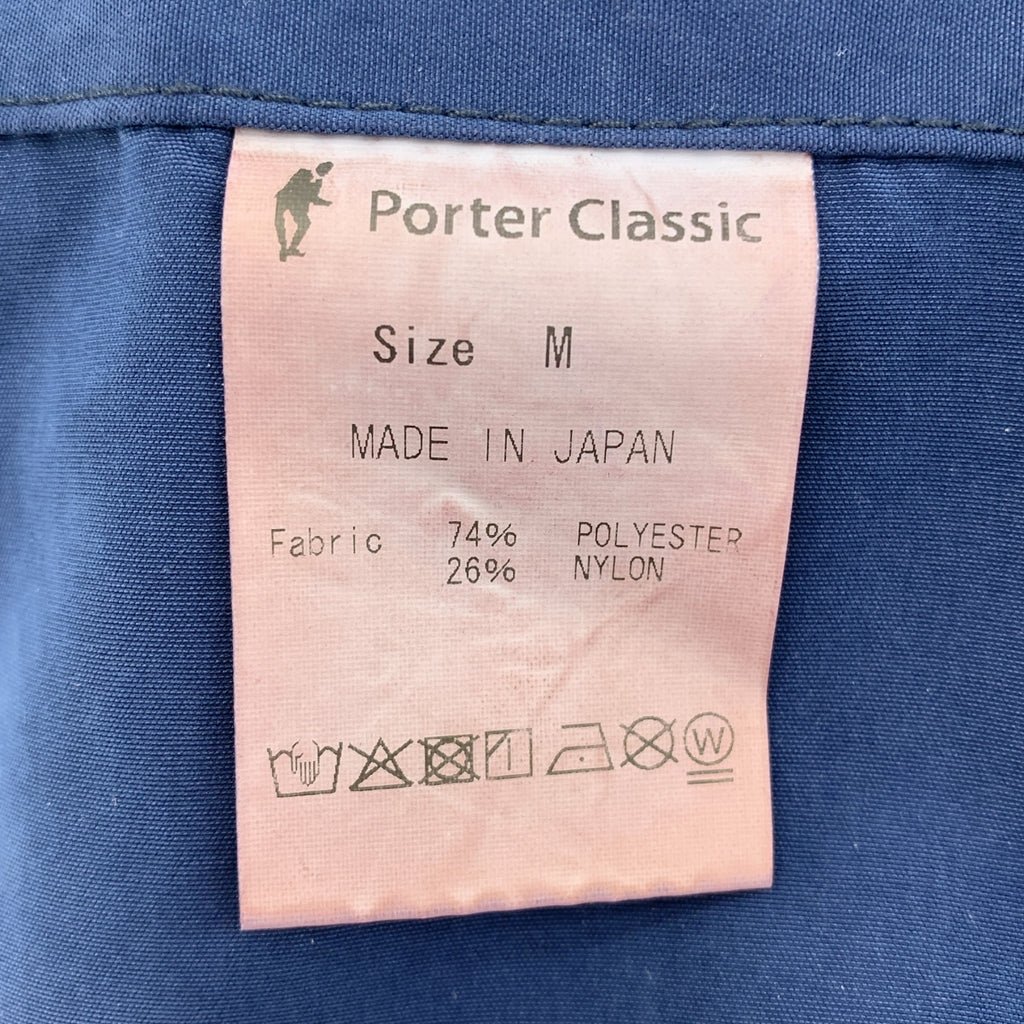 Porter Classic
Size M
MADE IN JAPAN
Fabric 74% POLYESTER
26% NYLON
W